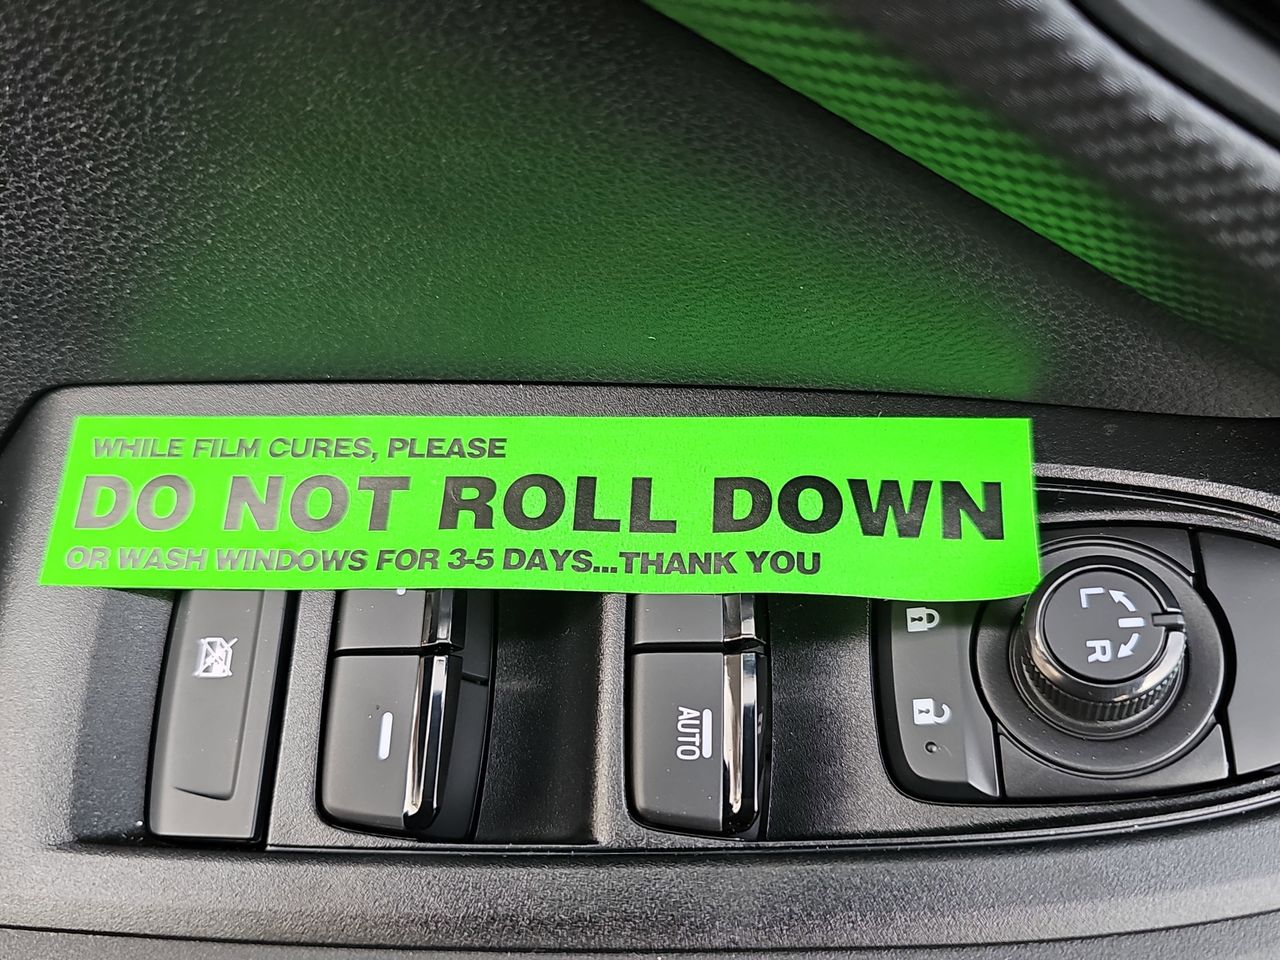 WHILE FILM CURES, PLEASE
DO NOT ROLL DOWN
OR WASH WINDOWS FOR 3-5 DAYS...THANK YOU
AUTO
L
R